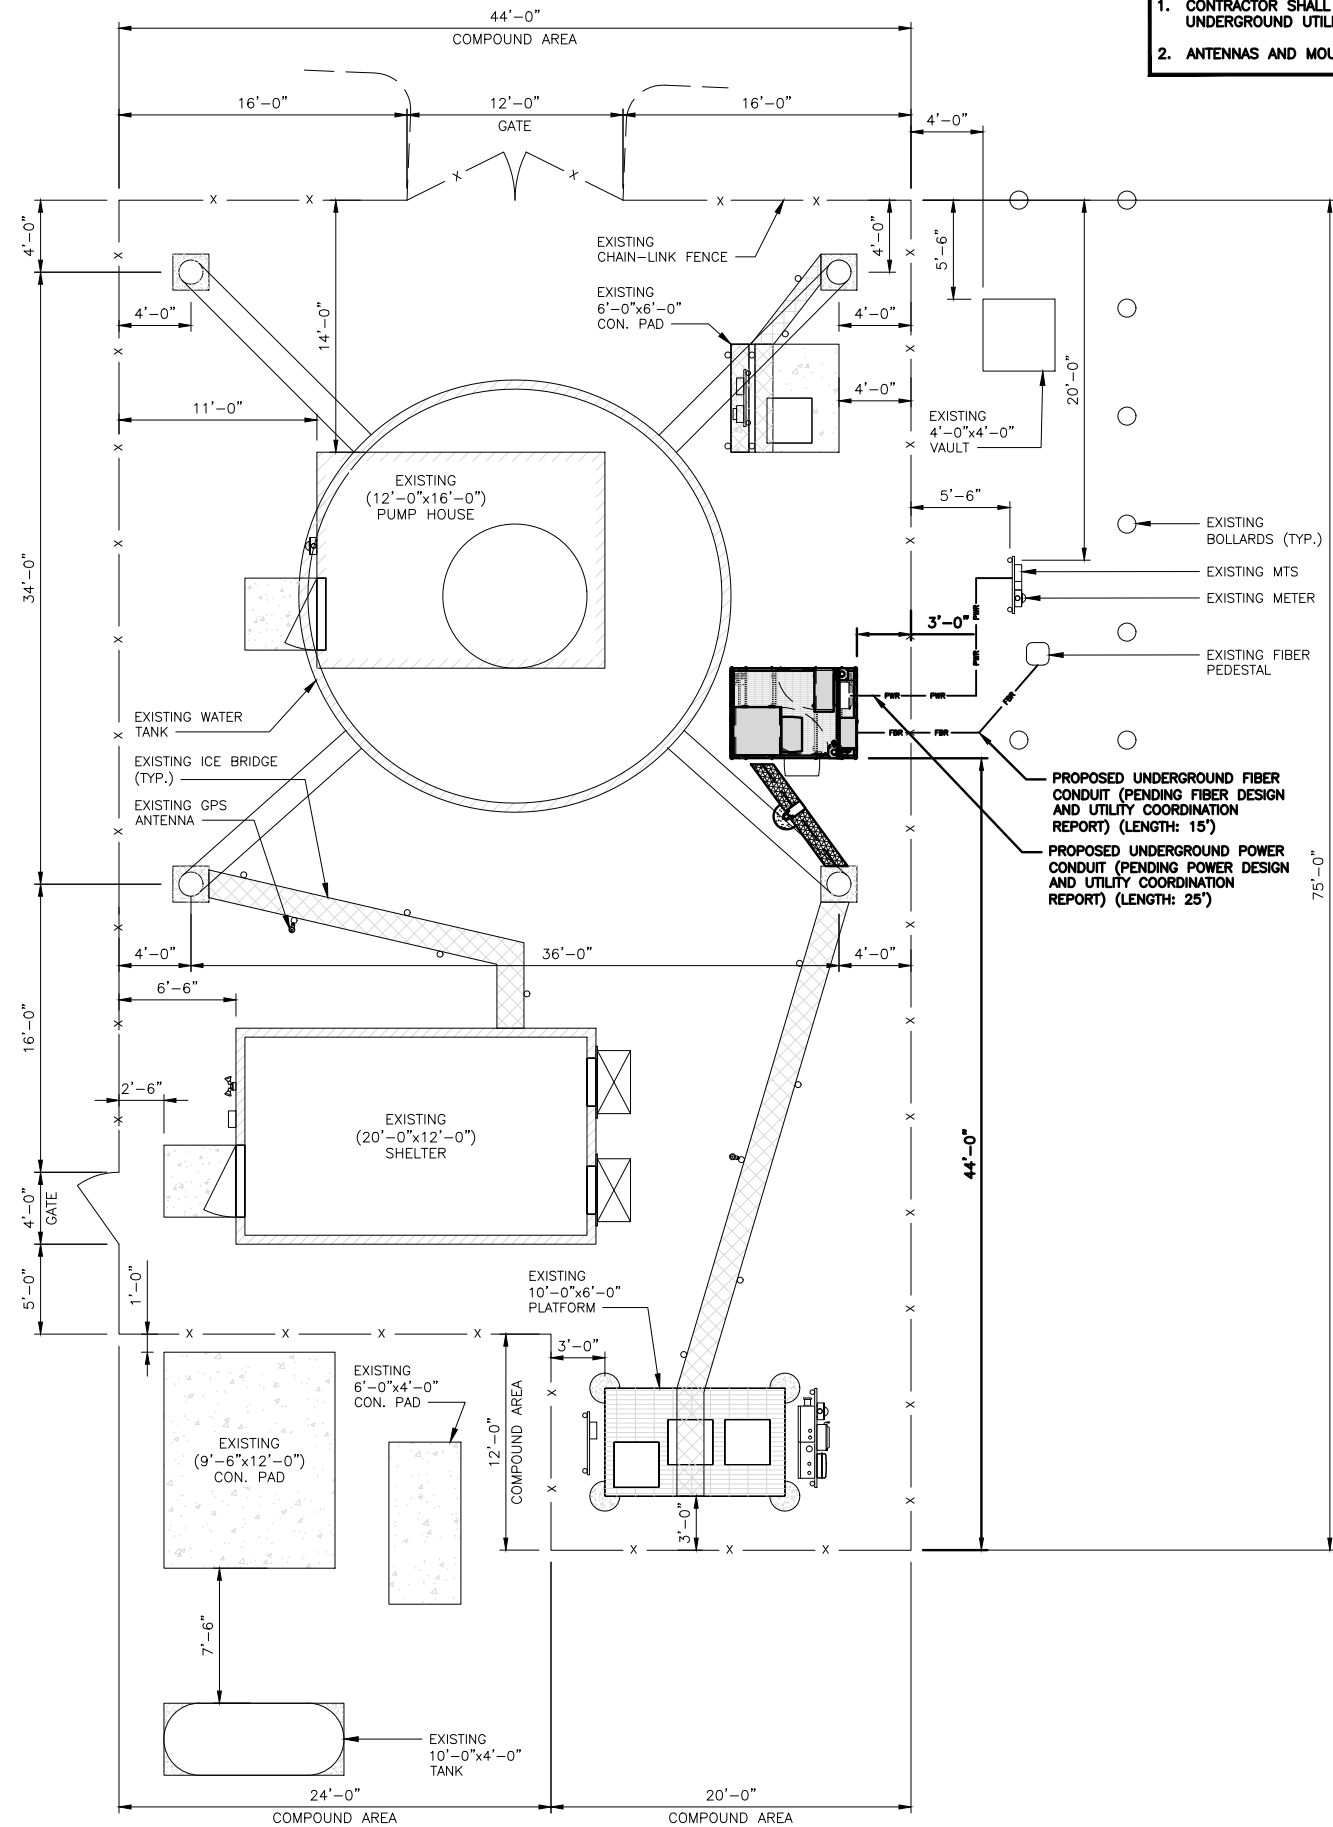 1. CONTRACTOR SHALL
UNDERGROUND
2. ANTENNAS AND
44'-0"
COMPOUND AREA
16'-0"
12'-0"
GATE
16'-0"
4'-0"
4'-0"
4'-0"
14'-0"
EXISTING
CHAIN-LINK FENCE
4'-0"
5'-6"
20'-0"
EXISTING
6'-0"x6'-0"
CON. PAD
4'-0"
4'-0"
11'-0"
EXISTING
4'-0"x4'-0"
VAULT
EXISTING
(12'-0"x16'-0")
PUMP HOUSE
5'-6"
EXISTING
BOLLARDS (TYP.)
EXISTING MTS
EXISTING METER
34'-0"
3'-0"
PWR
PWR
EXISTING FIBER
PEDESTAL
PWR
PWR
FBR
FBR
FBR
EXISTING WATER
TANK
EXISTING ICE BRIDGE
(TYP.)
EXISTING GPS
ANTENNA
PROPOSED UNDERGROUND FIBER
CONDUIT (PENDING FIBER DESIGN
AND UTILITY COORDINATION
REPORT) (LENGTH: 15')
PROPOSED UNDERGROUND POWER
CONDUIT (PENDING POWER DESIGN
AND UTILITY COORDINATION
REPORT) (LENGTH: 25')
75'-0"
4'-0"
36'-0"
4'-0"
6'-6"
16'-0"
2'-6"
EXISTING
(20'-0"x12'-0")
SHELTER
44'-0"
4'-0"
GATE
5'-0"
1'-0"
EXISTING
10'-0"x6'-0"
PLATFORM
3'-0"
EXISTING
6'-0"x4'-0"
CON. PAD
12'-0"
COMPOUND AREA
EXISTING
(9'-6"x12'-0")
CON. PAD
3'-0"
7'-6"
EXISTING
10'-0"x4'-0"
TANK
24'-0"
COMPOUND AREA
20'-0"
COMPOUND AREA